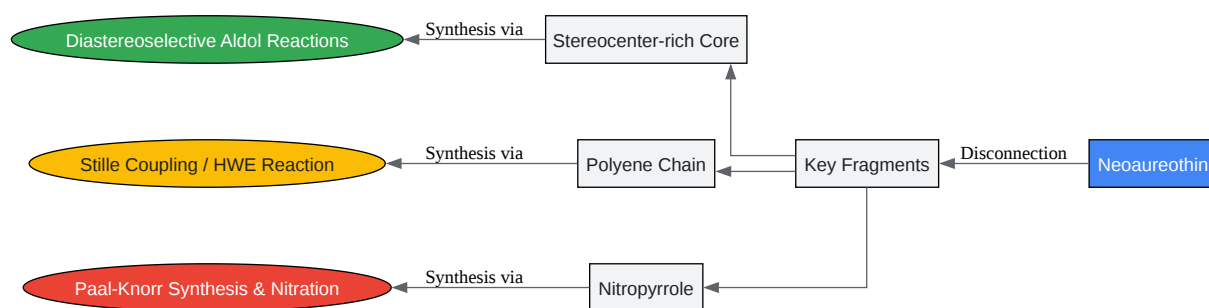 Diastereoselective Aldol Reactions
Synthesis via
Stereocenter-rich Core
Stille Coupling / HWE Reaction
Synthesis via
Polyene Chain
Key Fragments
Disconnection
Neoaureothin
Paal-Knorr Synthesis & Nitration
Synthesis via
Nitropyrrole